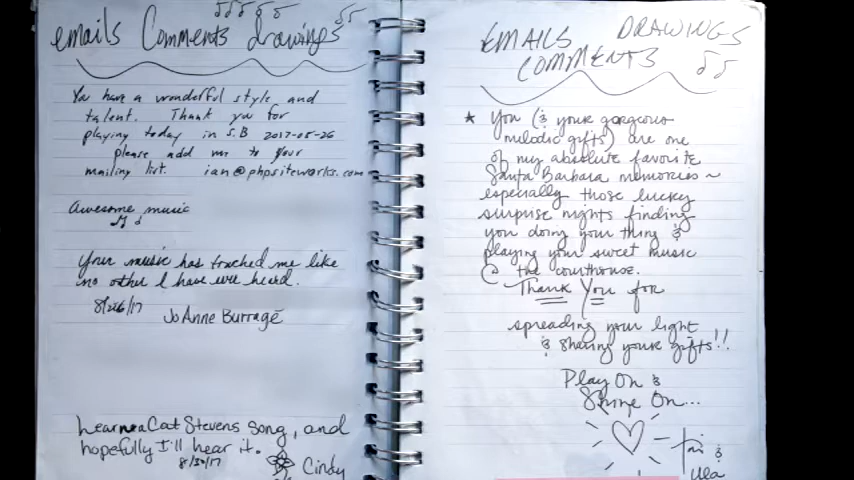 emails Comments drawings
You have a wonderful style and
talent. Thank you for
playing today in S.B 2017-05-26
please add me to your
mailing list. ian@phpsiteworks.com
Awesome music
Your music has touched me like
no other I have ever heard.
8/26/17
JoAnne Burrage
Learn a Cat Stevens song, and
hopefully I'll hear it.
8/30/17
Cindy
EMAILS DRAWINGS
COMMENTS
* You (& your gorgeous
melodic gifts) are one
of my absolute favorite
Santa Barbara memories ~
especially those lucky
surprise nights finding
you doing your thing &
playing your sweet music
@ the courthouse.
Thank You for
spreading your light
& sharing your gifts!!
Play On &
Shine On...
&